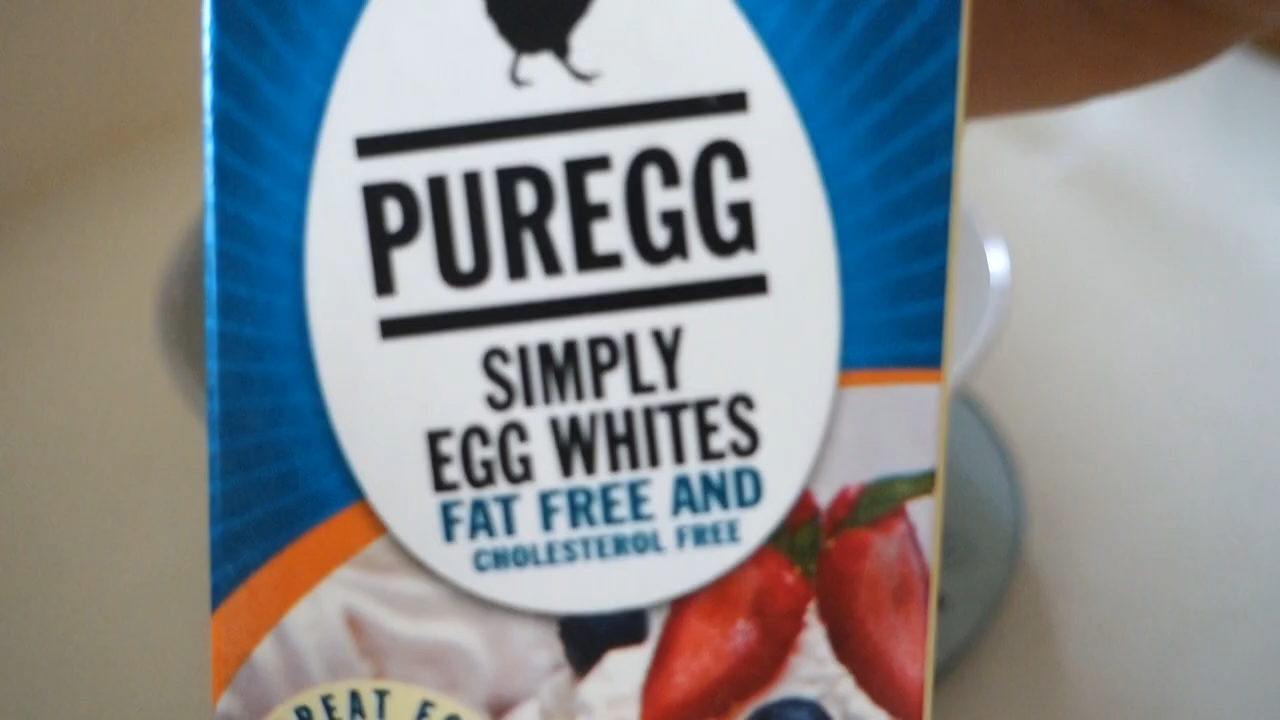 PUREGG
SIMPLY
EGG WHITES
FAT FREE AND
CHOLESTEROL FREE